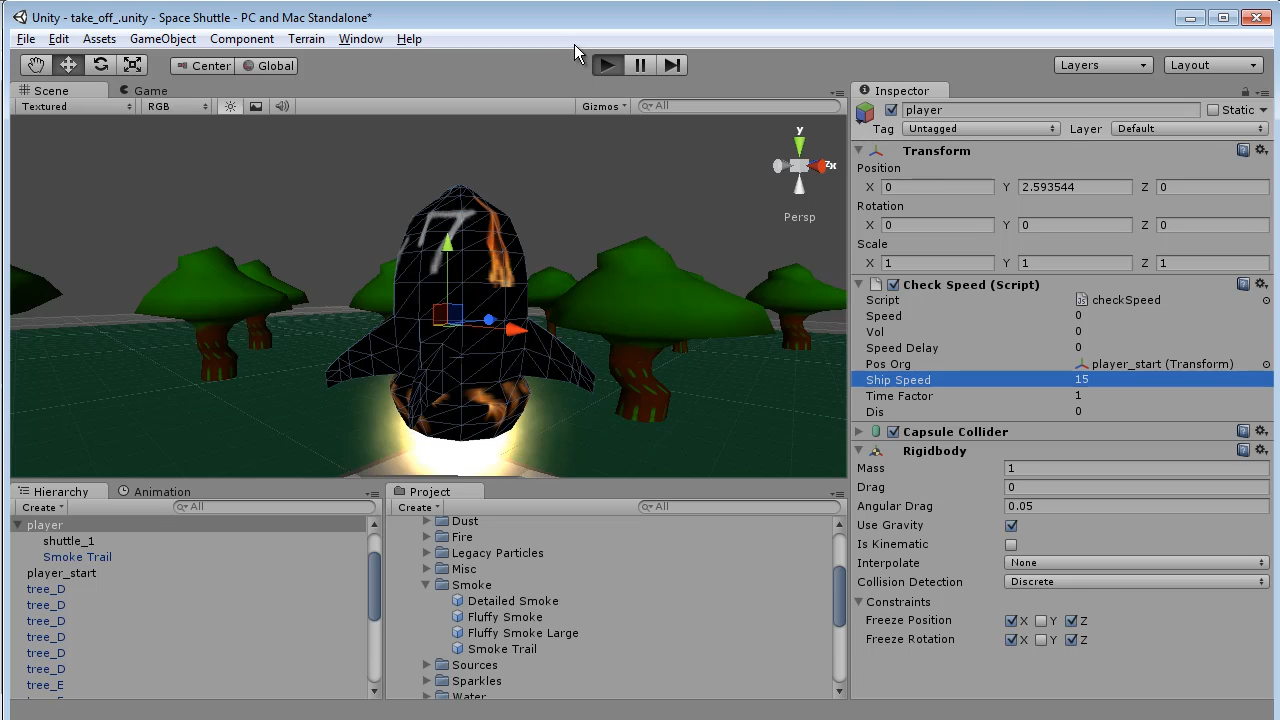 Unity - take_off_.unity - Space Shuttle - PC and Mac Standalone*
File Edit Assets GameObject Component Terrain Window Help
Center Global Layers Layout
Scene Game
Textured RGB Gizmos All
17
y
x
z
Persp
Inspector
player Static
Tag Untagged Layer Default
Transform
Position
X 0 Y 2.593544 Z 0
Rotation
X 0 Y 0 Z 0
Scale
X 1 Y 1 Z 1
Check Speed (Script)
Script checkSpeed
Speed 0
Vol 0
Speed Delay 0
Pos Org player_start (Transform)
Ship Speed 15
Time Factor 1
Dis 0
Capsule Collider
Rigidbody
Mass 1
Drag 0
Angular Drag 0.05
Use Gravity
Is Kinematic
Interpolate None
Collision Detection Discrete
Constraints
Freeze Position X Y Z
Freeze Rotation X Y Z
Hierarchy Animation
Create All
player
shuttle_1
Smoke Trail
player_start
tree_D
tree_D
tree_D
tree_D
tree_D
tree_D
tree_E
Project
Create All
Dust
Fire
Legacy Particles
Misc
Smoke
Detailed Smoke
Fluffy Smoke
Fluffy Smoke Large
Smoke Trail
Sources
Sparkles
Water